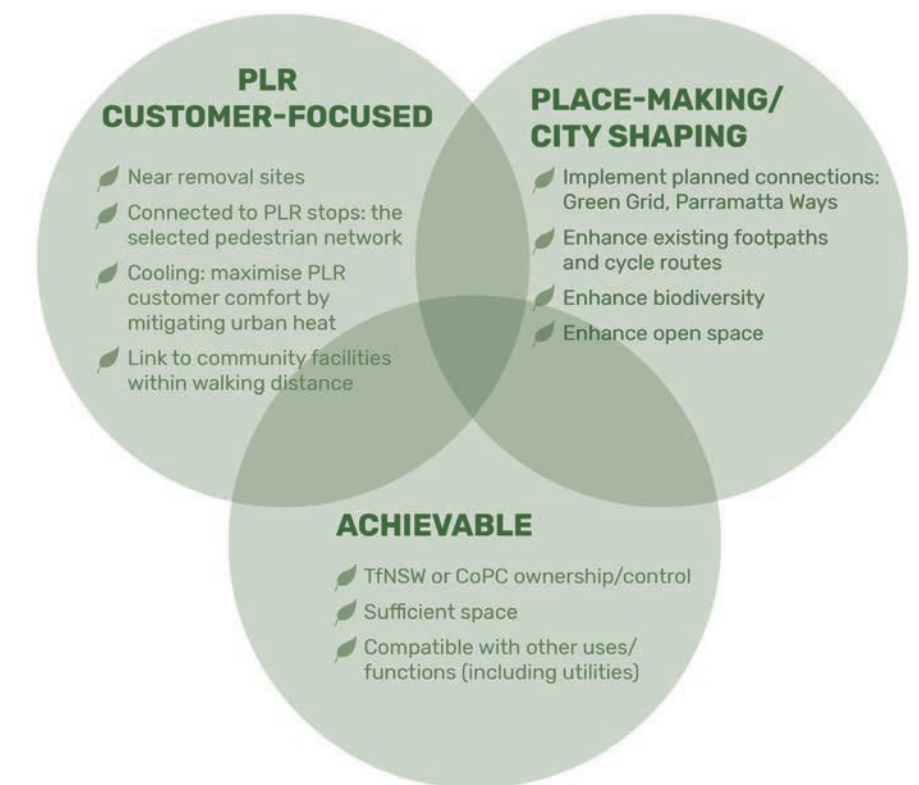 PLR
CUSTOMER-FOCUSED
Near removal sites
Connected to PLR stops: the
selected pedestrian network
Cooling: maximise PLR
customer comfort by
mitigating urban heat
Link to community facilities
within walking distance
PLACE-MAKING/
CITY SHAPING
Implement planned connections:
Green Grid, Parramatta Ways
Enhance existing footpaths
and cycle routes
Enhance biodiversity
Enhance open space
ACHIEVABLE
TfNSW or CoPC ownership/control
Sufficient space
Compatible with other uses/
functions (including utilities)